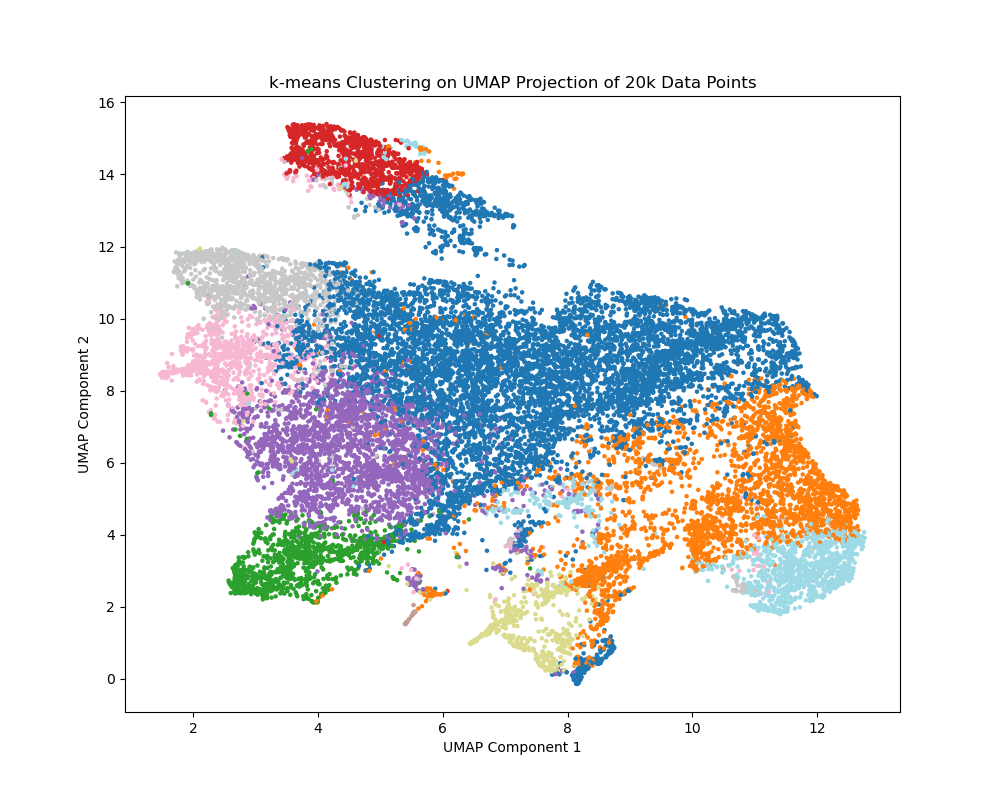 k-means Clustering on UMAP Projection of 20k Data Points
16
14
12
10
8
6
4
2
0
UMAP Component 2
2 4 6 8 10 12
UMAP Component 1